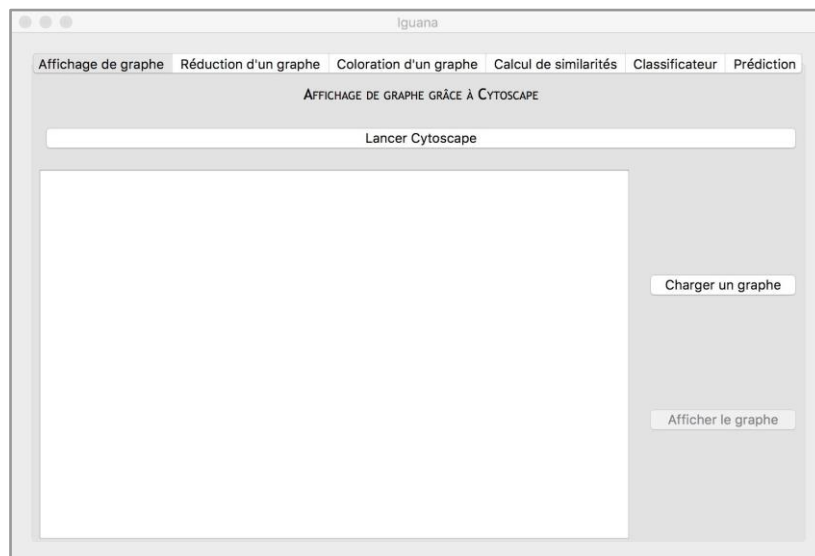 Iguana
Affichage de graphe Réduction d'un graphe Coloration d'un graphe Calcul de similarités Classificateur Prédiction
AFFICHAGE DE GRAPHE GRÂCE À CYTOSCAPE
Lancer Cytoscape
Charger un graphe
Afficher le graphe